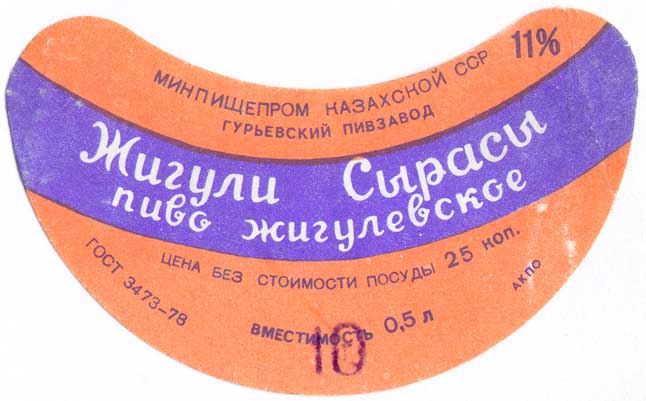 11%
МИНПИЩЕПРОМ КАЗАХСКОЙ ССР
ГУРЬЕВСКИЙ ПИВЗАВОД
Жигули Сырасы
пиво жигулевское
ЦЕНА БЕЗ СТОИМОСТИ ПОСУДЫ 25 КОП.
ГОСТ 3473-78
ВМЕСТИМОСТЬ 0,5 л
АКПО
10